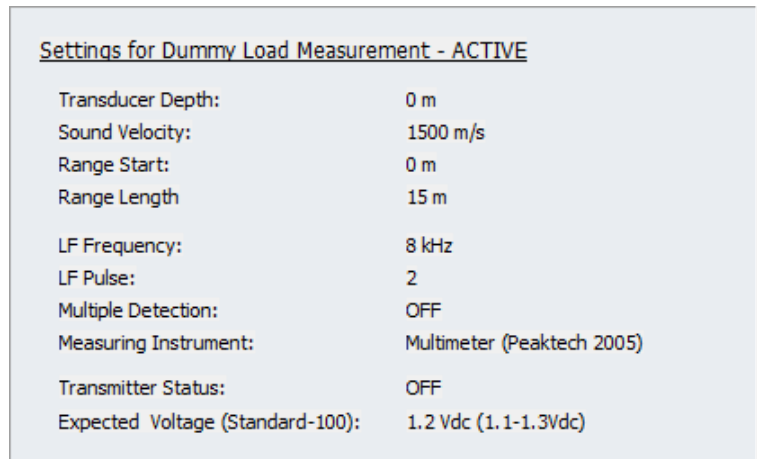 Settings for Dummy Load Measurement - ACTIVE
Transducer Depth: 0 m
Sound Velocity: 1500 m/s
Range Start: 0 m
Range Length 15 m
LF Frequency: 8 kHz
LF Pulse: 2
Multiple Detection: OFF
Measuring Instrument: Multimeter (Peaktech 2005)
Transmitter Status: OFF
Expected Voltage (Standard-100): 1.2 Vdc (1.1-1.3Vdc)